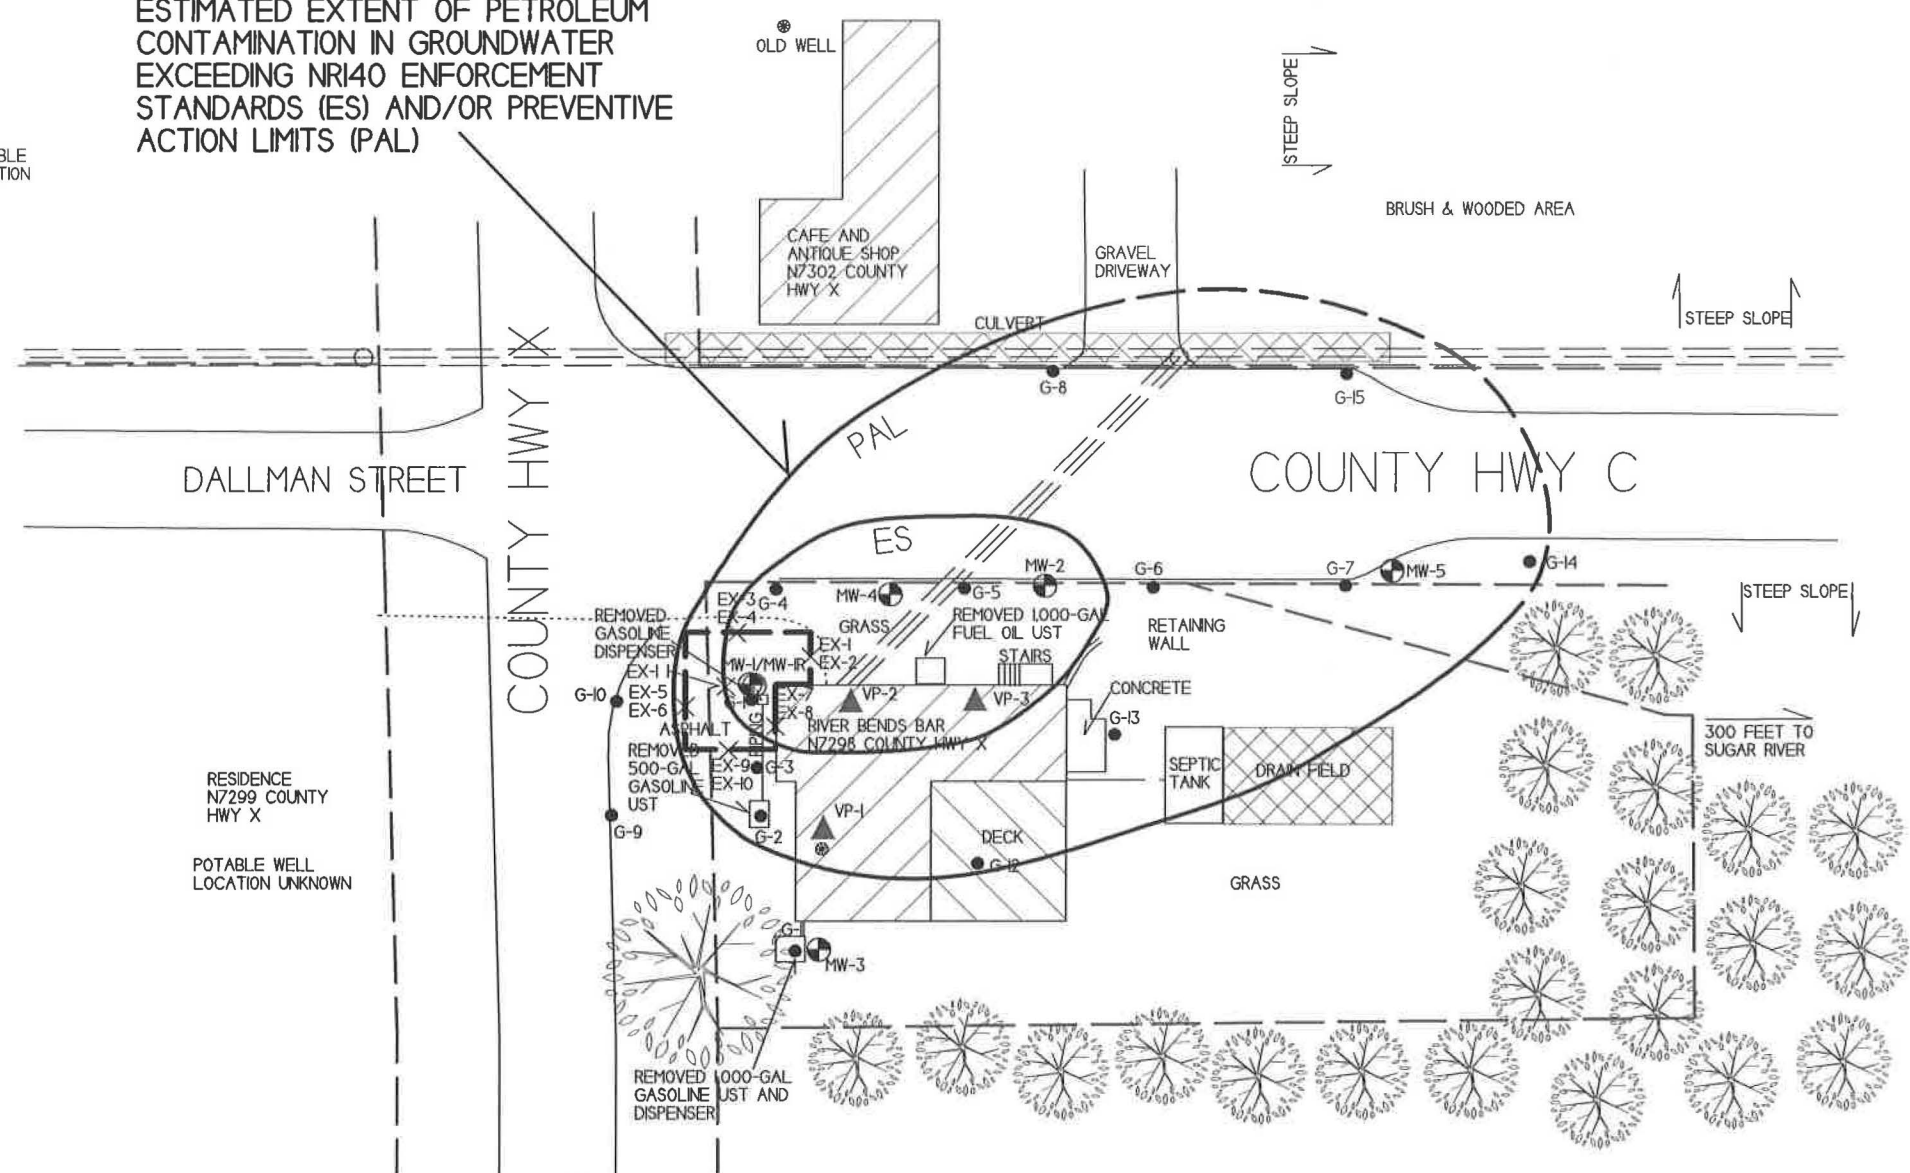 ESTIMATED EXTENT OF PETROLEUM
CONTAMINATION IN GROUNDWATER
EXCEEDING NR140 ENFORCEMENT
STANDARDS (ES) AND/OR PREVENTIVE
ACTION LIMITS (PAL)
OLD WELL
STEEP SLOPE
BRUSH & WOODED AREA
CAFE AND
ANTIQUE SHOP
N7302 COUNTY
HWY X
GRAVEL
DRIVEWAY
STEEP SLOPE
CULVERT
G-8
G-15
COUNTY HWY X
PAL
DALLMAN STREET
COUNTY HWY C
ES
MW-2
G-6
G-7
MW-5
G-14
EX-3
EX-4
G-4
MW-4
G-5
STEEP SLOPE
REMOVED
GASOLINE
DISPENSER
GRASS
REMOVED 1,000-GAL
FUEL OIL UST
RETAINING
WALL
EX-1
EX-2
STAIRS
MW-1/MW-1R
EX-11
EX-5
EX-6
G-10
EX-7
EX-8
VP-2
VP-3
CONCRETE
G-13
ASPHALT
PIPING
RIVER BENDS BAR
N7298 COUNTY HWY X
300 FEET TO
SUGAR RIVER
REMOVED
500-GAL
GASOLINE
UST
EX-9
EX-10
G-3
SEPTIC
TANK
DRAIN FIELD
RESIDENCE
N7299 COUNTY
HWY X
G-9
G-2
VP-1
DECK
G-12
POTABLE WELL
LOCATION UNKNOWN
GRASS
G-1
MW-3
REMOVED 1,000-GAL
GASOLINE UST AND
DISPENSER